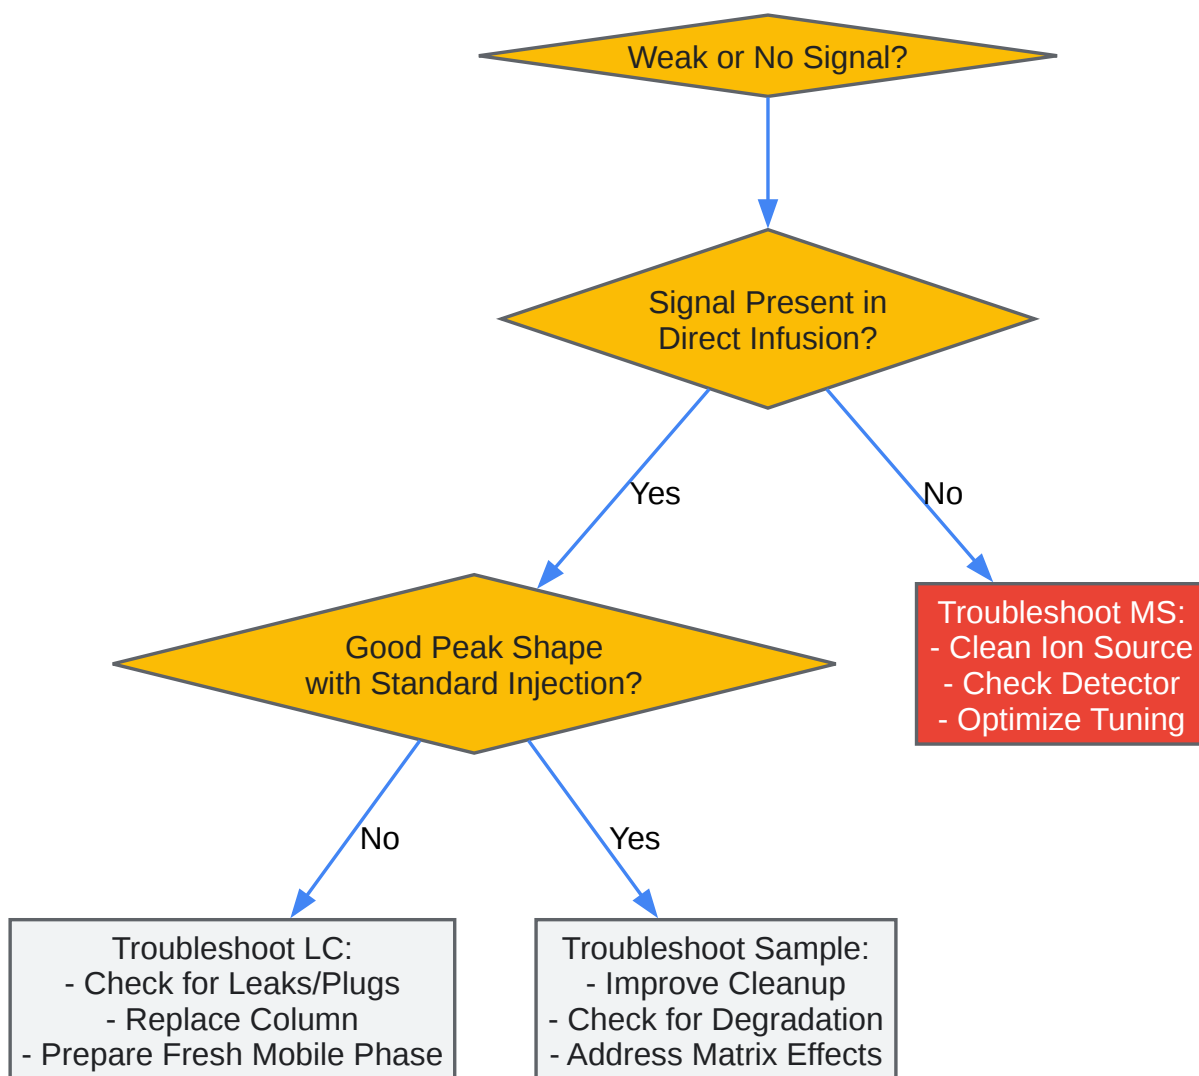 Weak or No Signal?
Signal Present in
Direct Infusion?
Yes
No
Good Peak Shape
with Standard Injection?
Troubleshoot MS:
- Clean Ion Source
- Check Detector
- Optimize Tuning
No
Yes
Troubleshoot LC:
- Check for Leaks/Plugs
- Replace Column
- Prepare Fresh Mobile Phase
Troubleshoot Sample:
- Improve Cleanup
- Check for Degradation
- Address Matrix Effects